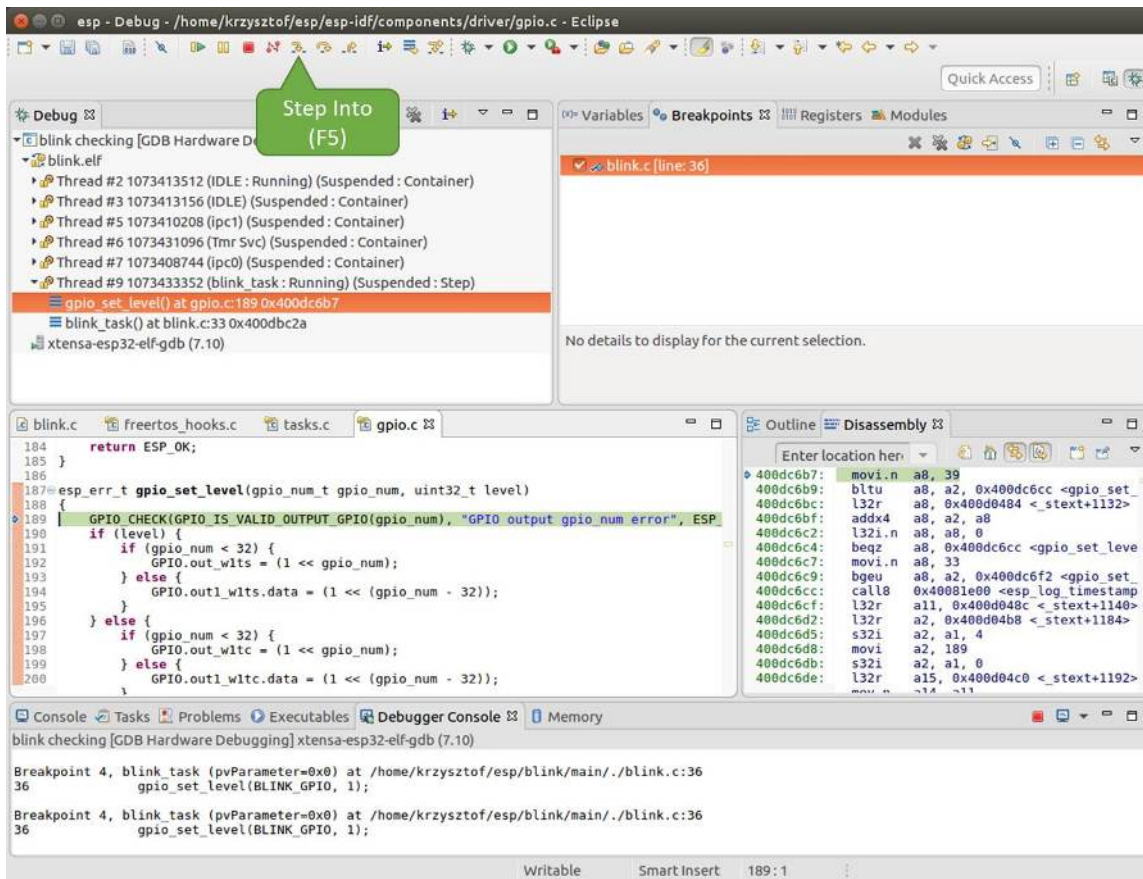 esp - Debug - /home/krzysztof/esp/esp-idf/components/driver/gpio.c - Eclipse
Quick Access
Step Into
(F5)
Debug
blink checking [GDB Hardware De
blink.elf
Thread #2 1073413512 (IDLE : Running) (Suspended : Container)
Thread #3 1073413156 (IDLE) (Suspended : Container)
Thread #5 1073410208 (ipc1) (Suspended : Container)
Thread #6 1073431096 (Tmr Svc) (Suspended : Container)
Thread #7 1073408744 (ipc0) (Suspended : Container)
Thread #9 1073433352 (blink_task : Running) (Suspended : Step)
gpio_set_level() at gpio.c:189 0x400dc6b7
blink_task() at blink.c:33 0x400dbc2a
xtensa-esp32-elf-gdb (7.10)
(x)= Variables Breakpoints Registers Modules
blink.c [line: 36]
No details to display for the current selection.
blink.c freertos_hooks.c tasks.c gpio.c
184 return ESP_OK;
185 }
186
187 esp_err_t gpio_set_level(gpio_num_t gpio_num, uint32_t level)
188 {
189 GPIO_CHECK(GPIO_IS_VALID_OUTPUT_GPIO(gpio_num), "GPIO output gpio_num error", ESP_
190 if (level) {
191 if (gpio_num < 32) {
192 GPIO.out_w1ts = (1 << gpio_num);
193 } else {
194 GPIO.out1_w1ts.data = (1 << (gpio_num - 32));
195 }
196 } else {
197 if (gpio_num < 32) {
198 GPIO.out_w1tc = (1 << gpio_num);
199 } else {
200 GPIO.out1_w1tc.data = (1 << (gpio_num - 32));
}
Outline Disassembly
Enter location her
400dc6b7: movi.n a8, 39
400dc6b9: bltu a8, a2, 0x400dc6cc <gpio_set_
400dc6bc: l32r a8, 0x400d0484 <_stext+1132>
400dc6bf: addx4 a8, a2, a8
400dc6c2: l32i.n a8, a8, 0
400dc6c4: beqz a8, 0x400dc6cc <gpio_set_leve
400dc6c7: movi.n a8, 33
400dc6c9: bgeu a8, a2, 0x400dc6f2 <gpio_set_
400dc6cc: call8 0x40081e00 <esp_log_timestamp
400dc6cf: l32r a11, 0x400d048c <_stext+1140>
400dc6d2: l32r a2, 0x400d04b8 <_stext+1184>
400dc6d5: s32i a2, a1, 4
400dc6d8: movi a2, 189
400dc6db: s32i a2, a1, 0
400dc6de: l32r a15, 0x400d04c0 <_stext+1192>
mov.n a14, a11
Console Tasks Problems Executables Debugger Console Memory
blink checking [GDB Hardware Debugging] xtensa-esp32-elf-gdb (7.10)
Breakpoint 4, blink_task (pvParameter=0x0) at /home/krzysztof/esp/blink/main/./blink.c:36
36 gpio_set_level(BLINK_GPIO, 1);
Breakpoint 4, blink_task (pvParameter=0x0) at /home/krzysztof/esp/blink/main/./blink.c:36
36 gpio_set_level(BLINK_GPIO, 1);
Writable Smart Insert 189 : 1